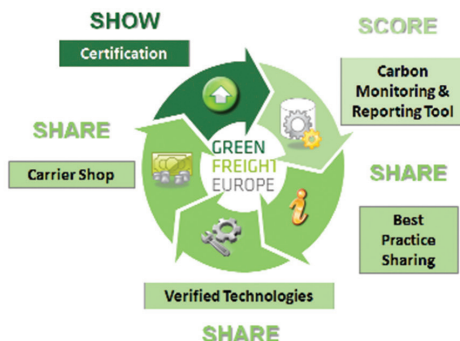 SHOW
Certification
SCORE
Carbon
Monitoring &
Reporting Tool
SHARE
Carrier Shop
GREEN
FREIGHT
EUROPE
SHARE
Best
Practice
Sharing
Verified Technologies
SHARE